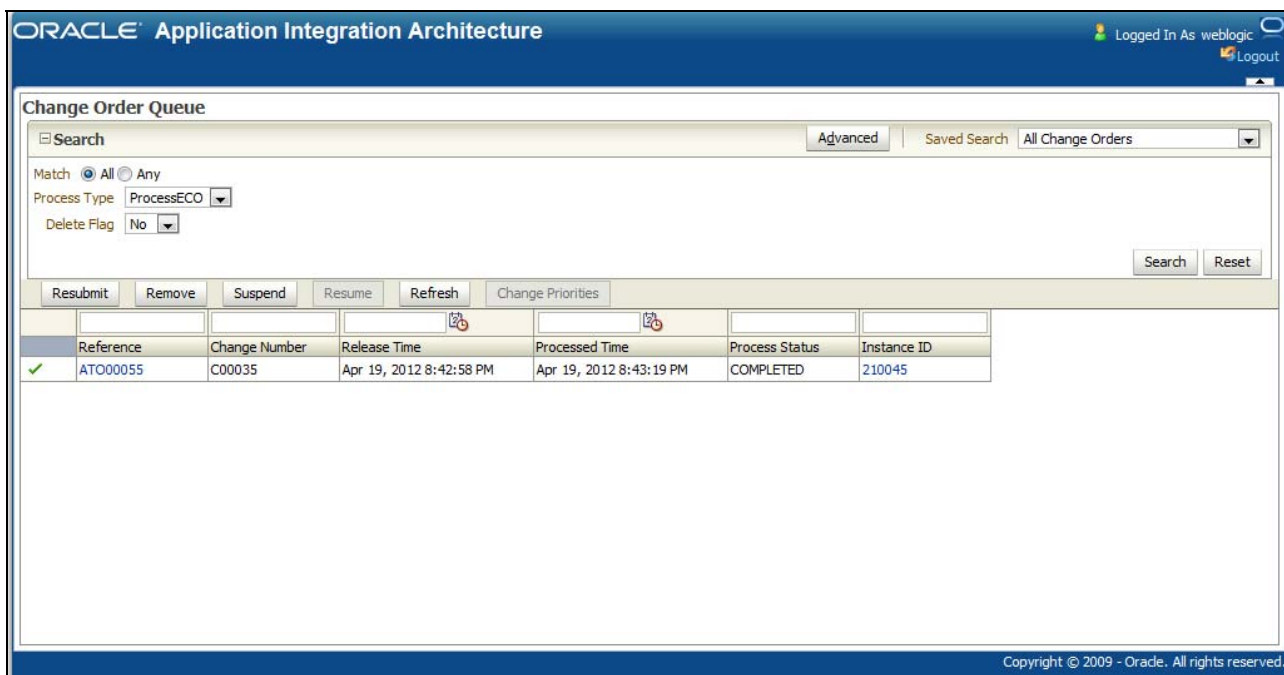 ORACLE Application Integration Architecture
Logged In As weblogic
Logout
Change Order Queue
Search
Advanced
Saved Search All Change Orders
Match All Any
Process Type ProcessECO
Delete Flag No
Search Reset
Resubmit Remove Suspend Resume Refresh Change Priorities
Reference Change Number Release Time Processed Time Process Status Instance ID
ATO00055 C00035 Apr 19, 2012 8:42:58 PM Apr 19, 2012 8:43:19 PM COMPLETED 210045
Copyright © 2009 - Oracle. All rights reserved.